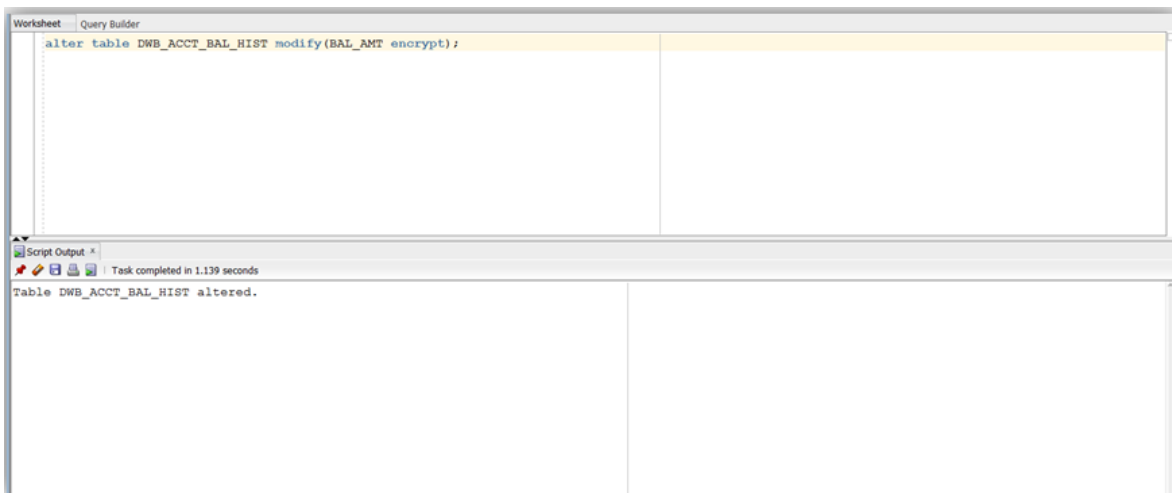 Worksheet Query Builder
alter table DWB_ACCT_BAL_HIST modify(BAL_AMT encrypt);
Script Output x
Task completed in 1.139 seconds
Table DWB_ACCT_BAL_HIST altered.